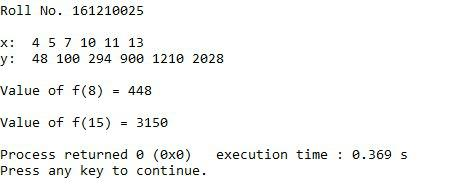 Roll No. 161210025
x: 4 5 7 10 11 13
y: 48 100 294 900 1210 2028
Value of f(8) = 448
Value of f(15) = 3150
Process returned 0 (0x0) execution time : 0.369 s
Press any key to continue.